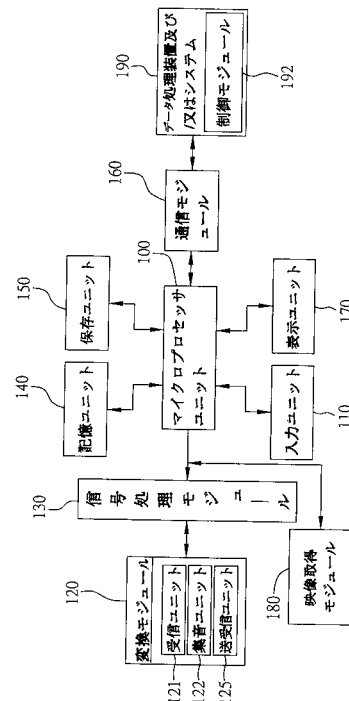 120
変換モジュール
受信ユニット
集音ユニット
送受信ユニット
121
122
125
130
信号処理モジュール
140
記憶ユニット
150
保存ユニット
100
マイクロプロセッサ
ユニット
110
入力ユニット
170
表示ユニット
180
映像取得
モジュール
160
通信モジ
ュール
190
データ処理装置及び
/又はシステム
制御モジュール
192